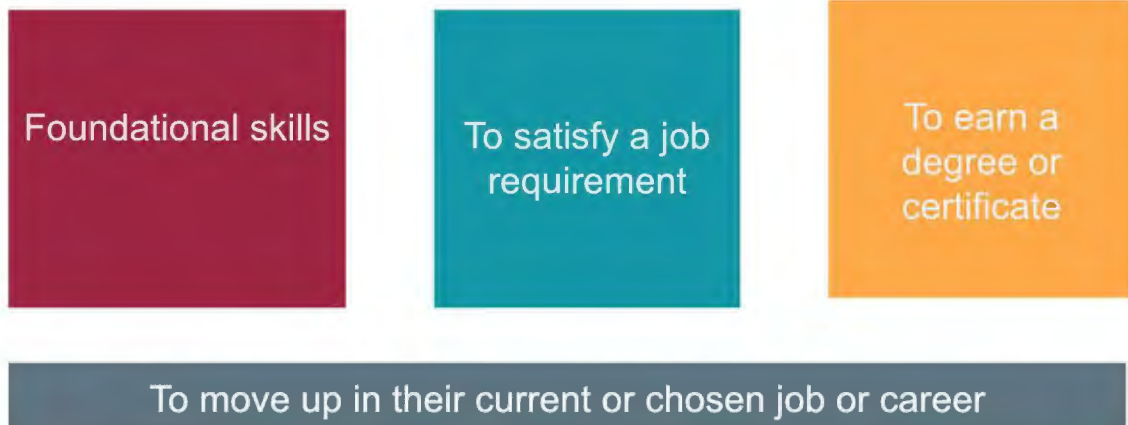 Foundational skills
To satisfy a job
requirement
To earn a
degree or
certificate
To move up in their current or chosen job or career